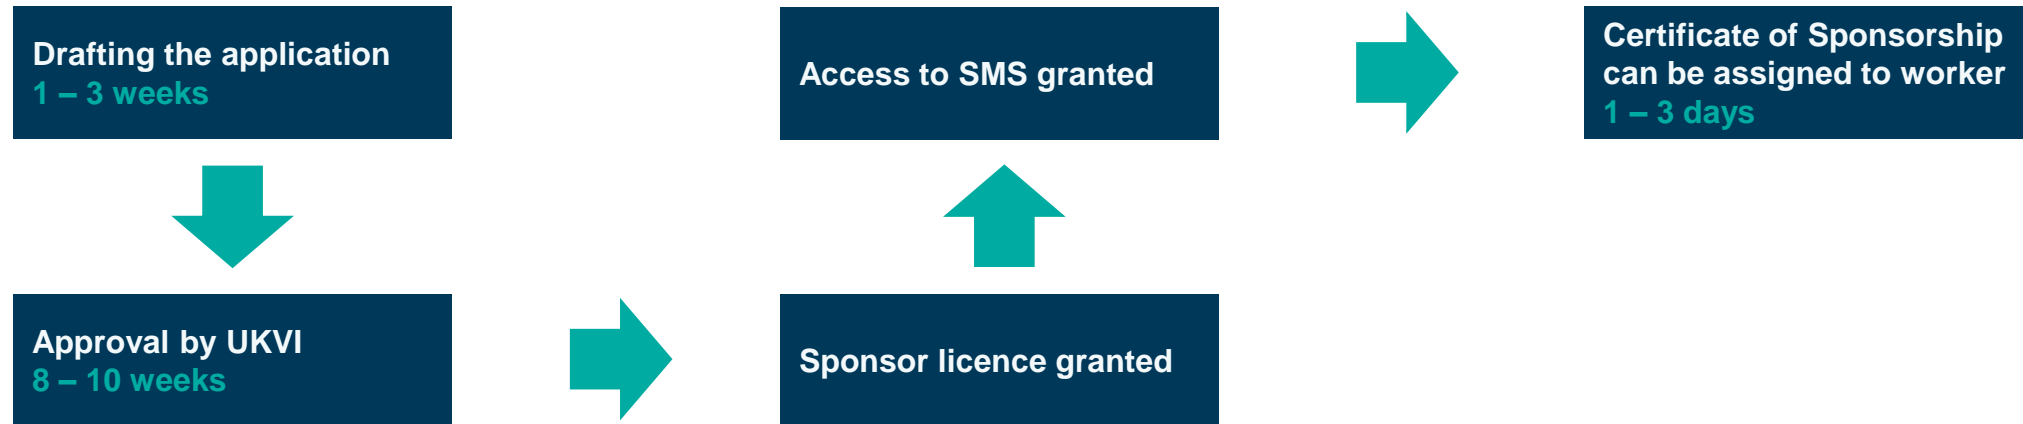 Drafting the application
1 – 3 weeks
Approval by UKVI
8 – 10 weeks
Sponsor licence granted
Access to SMS granted
Certificate of Sponsorship
can be assigned to worker
1 – 3 days